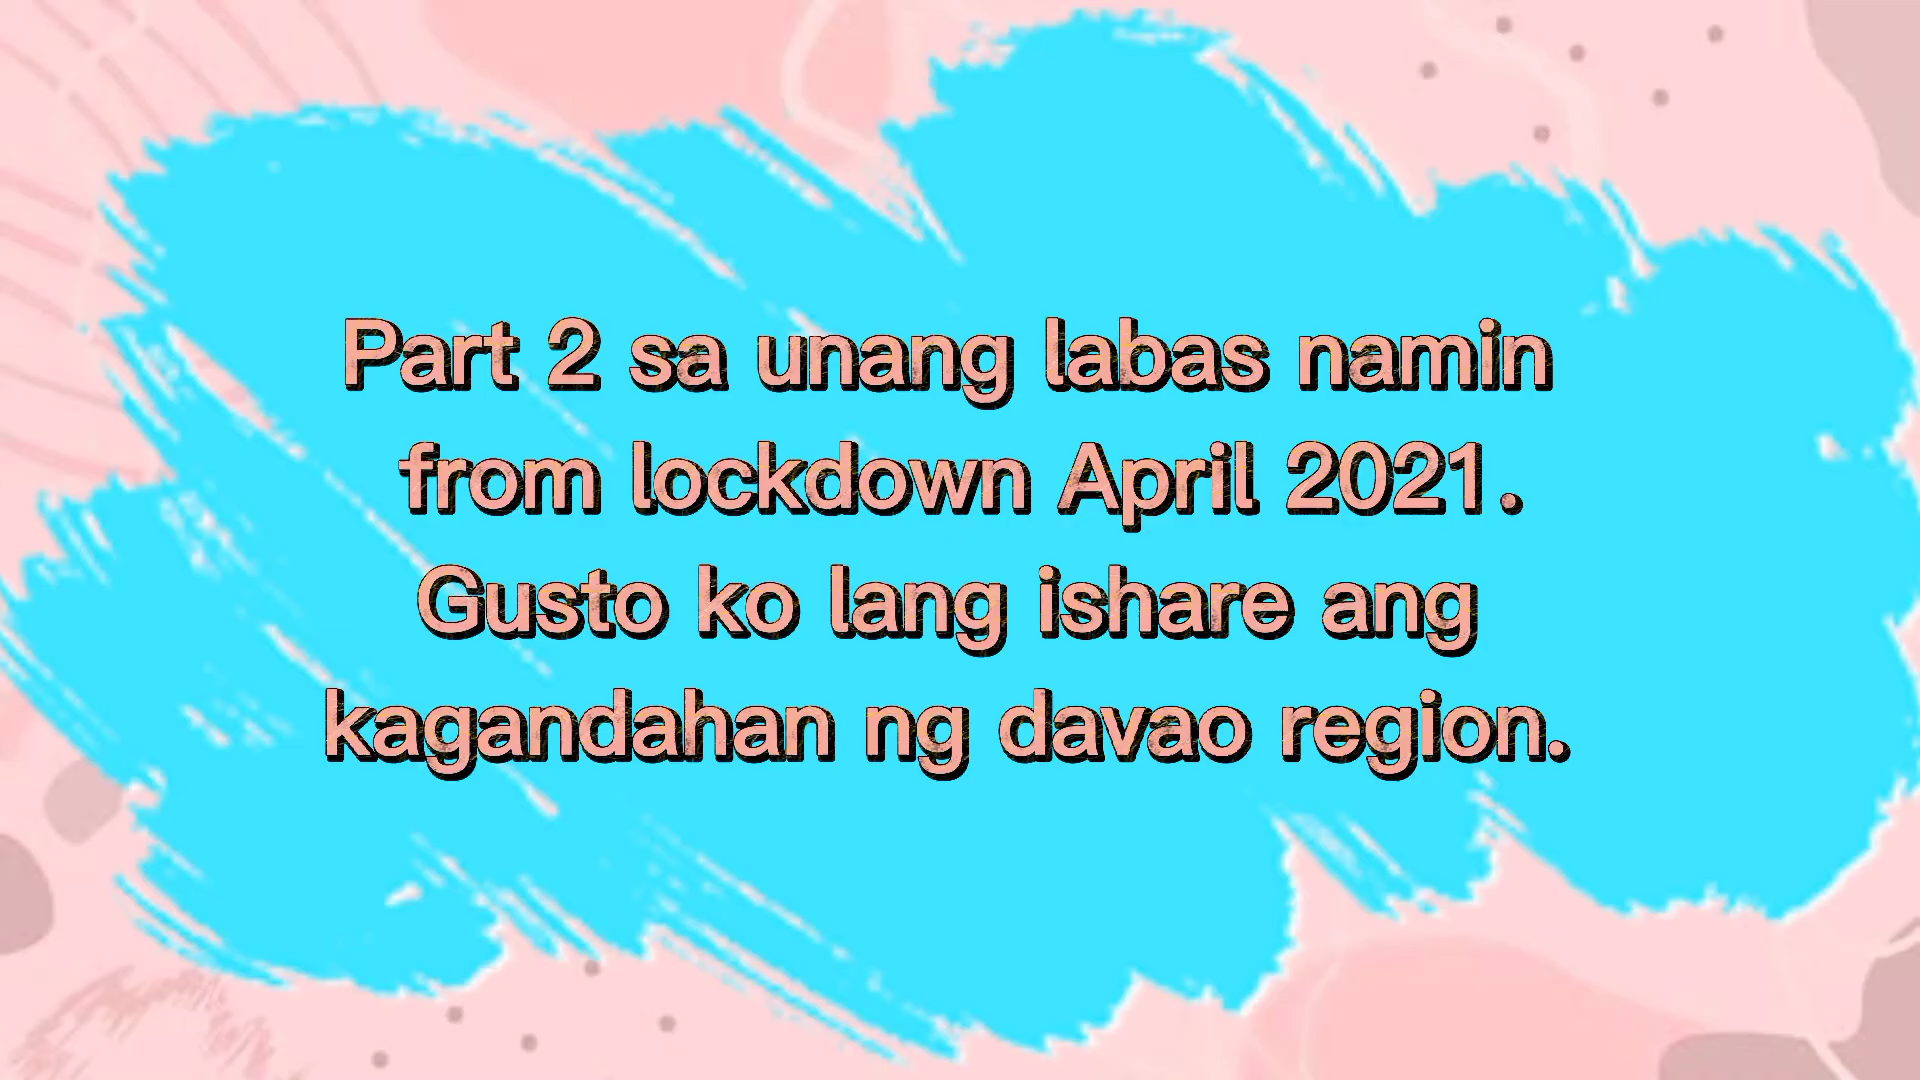 Part 2 sa unang labas namin
from lockdown April 2021.
Gusto ko lang ishare ang
kagandahan ng davao region.